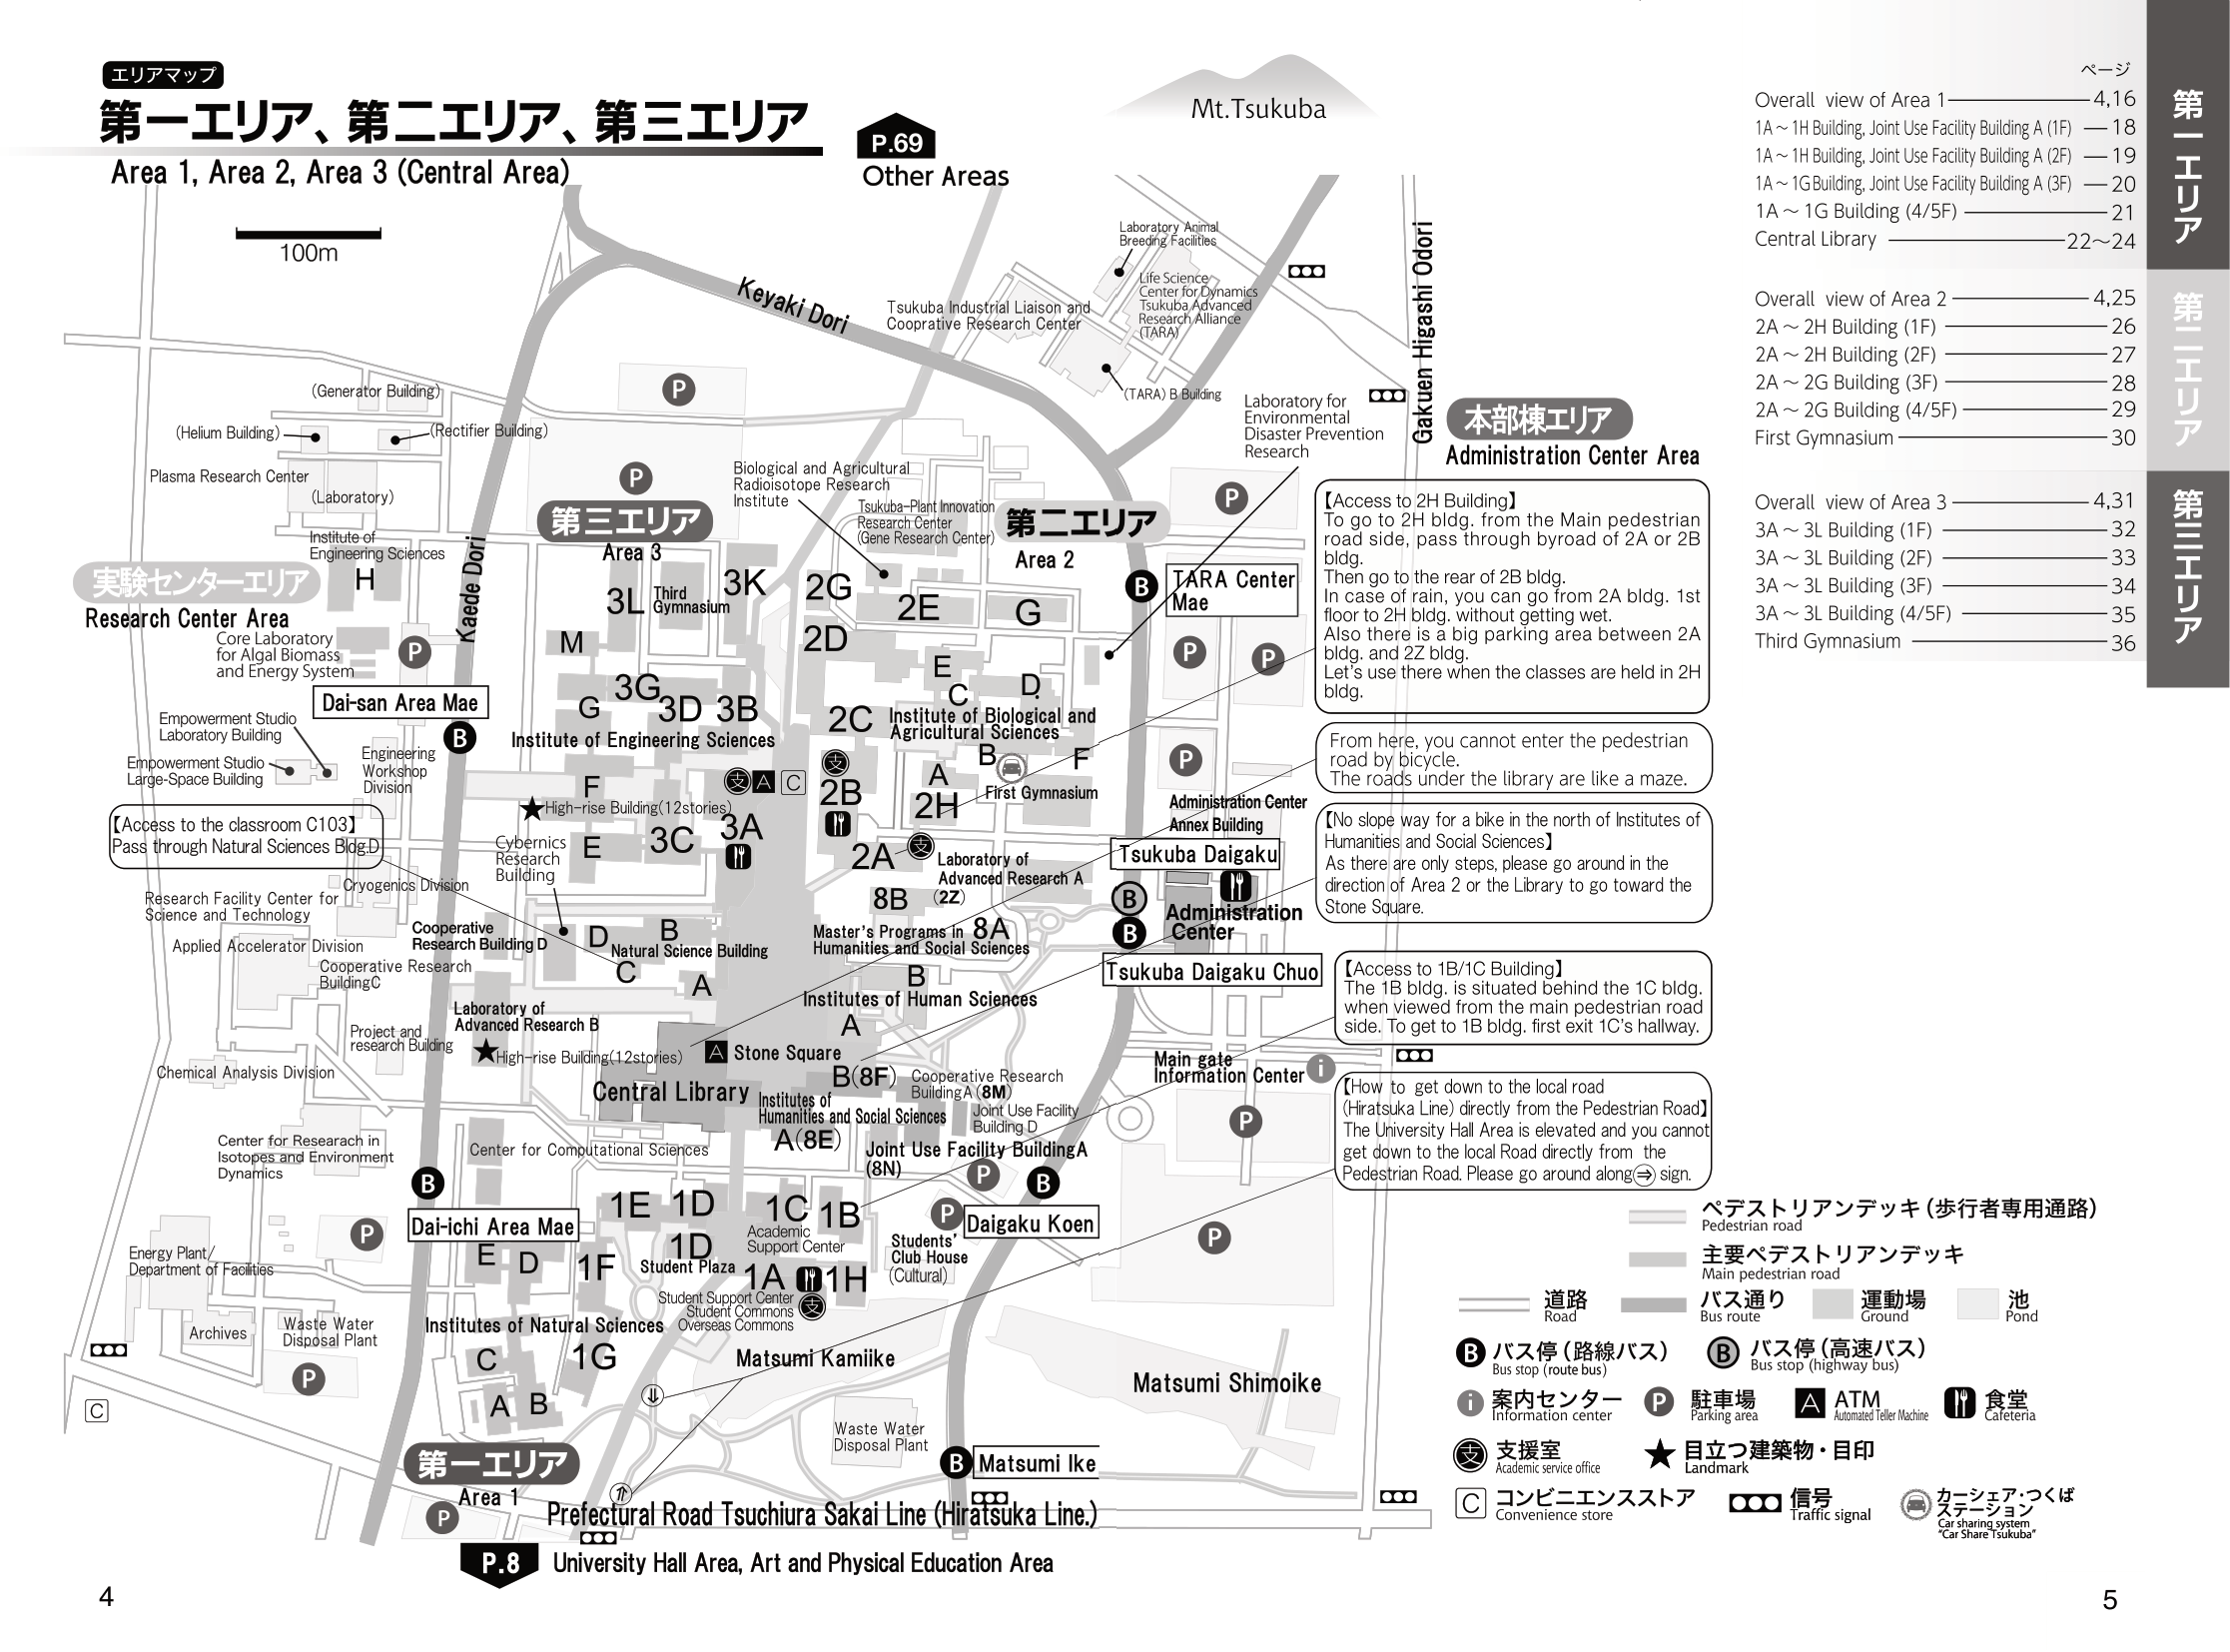 エリアマップ
第一エリア、第二エリア、第三エリア
Area 1, Area 2, Area 3 (Central Area)
P.69
Other Areas
Mt.Tsukuba
100m
Keyaki Dori
Kaede Dori
Gakuen Higashi Odori
Laboratory Animal
Breeding Facilities
Life Science
Center for Dynamics
Tsukuba Advanced
Research Alliance
(TARA)
Tsukuba Industrial Liaison and
Cooprative Research Center
(TARA) B Building
Laboratory for
Environmental
Disaster Prevention
Research
本部棟エリア
Administration Center Area
P
P
P
(Generator Building)
(Helium Building)
(Rectifier Building)
Plasma Research Center
(Laboratory)
Institute of
Engineering Sciences
H
実験センターエリア
Research Center Area
Core Laboratory
for Algal Biomass
and Energy System
P
Dai-san Area Mae
B
Empowerment Studio
Laboratory Building
Empowerment Studio
Large-Space Building
Engineering
Workshop
Division
【Access to the classroom C103】
Pass through Natural Sciences Bldg.D
Cryogenics Division
Research Facility Center for
Science and Technology
Applied Accelerator Division
Cooperative Research
BuildingC
Project and
research Building
Chemical Analysis Division
Center for Researach in
Isotopes and Environment
Dynamics
B
Dai-ichi Area Mae
P
Energy Plant/
Department of Facilities
Archives
Waste Water
Disposal Plant
P
C
第三エリア
Area 3
3L
Third
Gymnasium
3K
M
3G
G
3D
3B
Institute of Engineering Sciences
F
支
A
C
★High-rise Building(12stories)
3A
3C
E
Cybernics
Research
Building
Cooperative
Research Building D
D
B
Natural Science Building
C
A
Laboratory of
Advanced Research B
★High-rise Building(12stories)
A
Stone Square
Central Library
Center for Computational Sciences
Biological and Agricultural
Radioisotope Research
Institute
Tsukuba-Plant Innovation
Research Center
(Gene Research Center)
第二エリア
Area 2
2G
2E
G
2D
E
C
D
2C
Institute of Biological and
Agricultural Sciences
B
F
支
2B
A
First Gymnasium
2H
2A
支
Laboratory of
Advanced Research A
(2Z)
8B
8A
Master's Programs in
Humanities and Social Sciences
B
Institutes of Human Sciences
A
B(8F)
Cooperative Research
BuildingA (8M)
Institutes of
Humanities and Social Sciences
A(8E)
Joint Use Facility
Building D
Joint Use Facility BuildingA
(8N)
P
B
P
Daigaku Koen
B
TARA Center
Mae
P
P
P
Administration Center
Annex Building
Tsukuba Daigaku
B
B
Administration
Center
Tsukuba Daigaku Chuo
Main gate
Information Center
i
P
P
1E
1D
1C
1B
Academic
Support Center
1D
Student Plaza
Students'
Club House
(Cultural)
E
D
1F
1A
1H
Student Support Center
Student Commons
Overseas Commons
支
Institutes of Natural Sciences
C
1G
A
B
Matsumi Kamiike
Matsumi Shimoike
⇓
⇑
Waste Water
Disposal Plant
B
Matsumi Ike
第一エリア
Area 1
P
Prefectural Road Tsuchiura Sakai Line (Hiratsuka Line.)
P.8
University Hall Area, Art and Physical Education Area
【Access to 2H Building】
To go to 2H bldg. from the Main pedestrian
road side, pass through byroad of 2A or 2B
bldg.
Then go to the rear of 2B bldg.
In case of rain, you can go from 2A bldg. 1st
floor to 2H bldg. without getting wet.
Also there is a big parking area between 2A
bldg. and 2Z bldg.
Let's use there when the classes are held in 2H
bldg.
From here, you cannot enter the pedestrian
road by bicycle.
The roads under the library are like a maze.
【No slope way for a bike in the north of Institutes of
Humanities and Social Sciences】
As there are only steps, please go around in the
direction of Area 2 or the Library to go toward the
Stone Square.
【Access to 1B/1C Building】
The 1B bldg. is situated behind the 1C bldg.
when viewed from the main pedestrian road
side. To get to 1B bldg. first exit 1C's hallway.
【How to get down to the local road
(Hiratsuka Line) directly from the Pedestrian Road】
The University Hall Area is elevated and you cannot
get down to the local Road directly from the
Pedestrian Road. Please go around along⇒ sign.
ペデストリアンデッキ（歩行者専用通路）
Pedestrian road
主要ペデストリアンデッキ
Main pedestrian road
道路
Road
バス通り
Bus route
運動場
Ground
池
Pond
B バス停（路線バス）
Bus stop (route bus)
B バス停（高速バス）
Bus stop (highway bus)
i 案内センター
Information center
P 駐車場
Parking area
A ATM
Automated Teller Machine
食堂
Cafeteria
支 支援室
Academic service office
★ 目立つ建築物・目印
Landmark
C コンビニエンスストア
Convenience store
信号
Traffic signal
カーシェア・つくば
ステーション
Car sharing system
"Car Share Tsukuba"
ページ
Overall view of Area 1 4,16
1A～1H Building, Joint Use Facility Building A (1F) 18
1A～1H Building, Joint Use Facility Building A (2F) 19
1A～1G Building, Joint Use Facility Building A (3F) 20
1A～1G Building (4/5F) 21
Central Library 22～24
第一エリア
Overall view of Area 2 4,25
2A～2H Building (1F) 26
2A～2H Building (2F) 27
2A～2G Building (3F) 28
2A～2G Building (4/5F) 29
First Gymnasium 30
第二エリア
Overall view of Area 3 4,31
3A～3L Building (1F) 32
3A～3L Building (2F) 33
3A～3L Building (3F) 34
3A～3L Building (4/5F) 35
Third Gymnasium 36
第三エリア
4
5